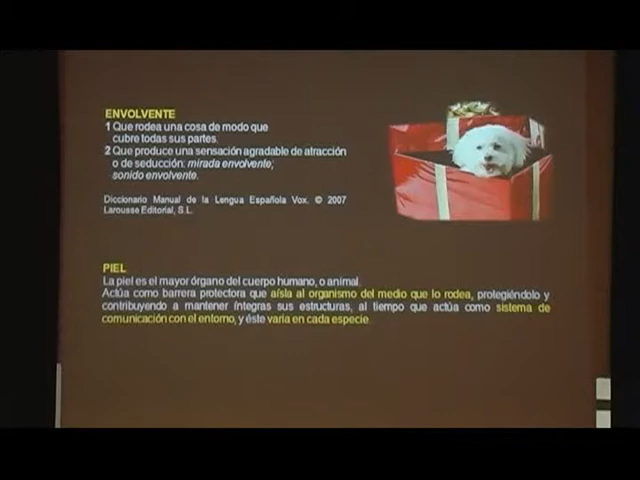 ENVOLVENTE
1 Que rodea una cosa de modo que
cubre todas sus partes.
2 Que produce una sensación agradable de atracción
o de seducción: mirada envolvente;
sonido envolvente.
Diccionario Manual de la Lengua Española Vox. © 2007
Larousse Editorial, S.L.
PIEL
La piel es el mayor órgano del cuerpo humano, o animal.
Actúa como barrera protectora que aísla al organismo del medio que lo rodea, protegiéndolo y
contribuyendo a mantener íntegras sus estructuras, al tiempo que actúa como sistema de
comunicación con el entorno, y éste varía en cada especie.